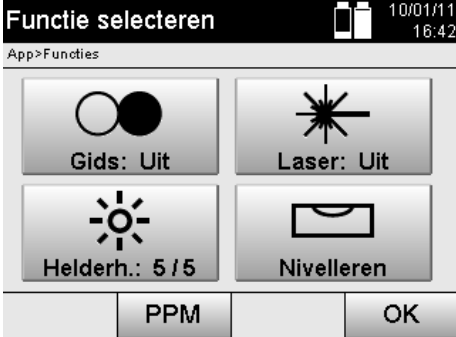 Functie selecteren
10/01/11
16:42
App>Functies
Gids: Uit
Laser: Uit
Helderh.: 5/5
Nivelleren
PPM
OK